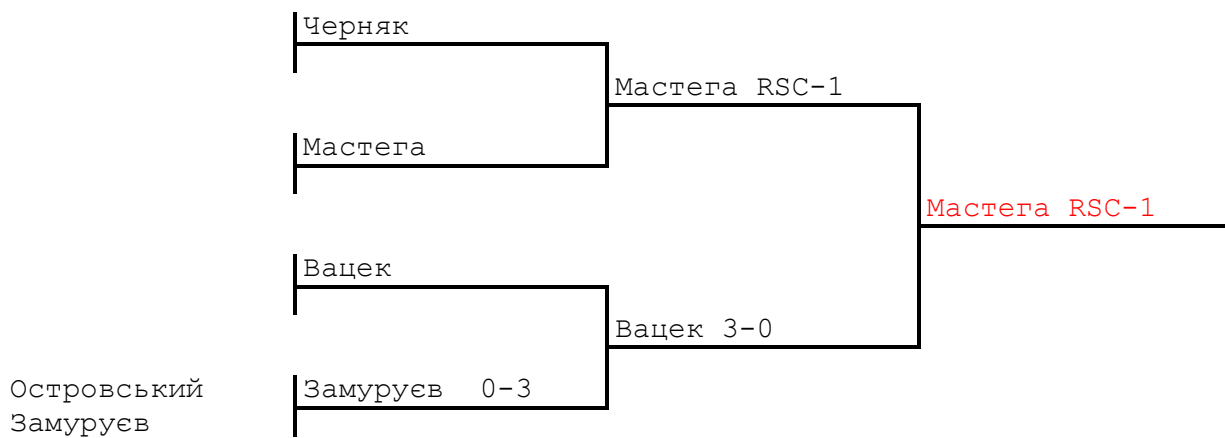 Черняк
Мастега RSC-1
Мастега
Мастега RSC-1
Вацек
Вацек 3-0
Островський
Замуруєв 0-3
Замуруєв